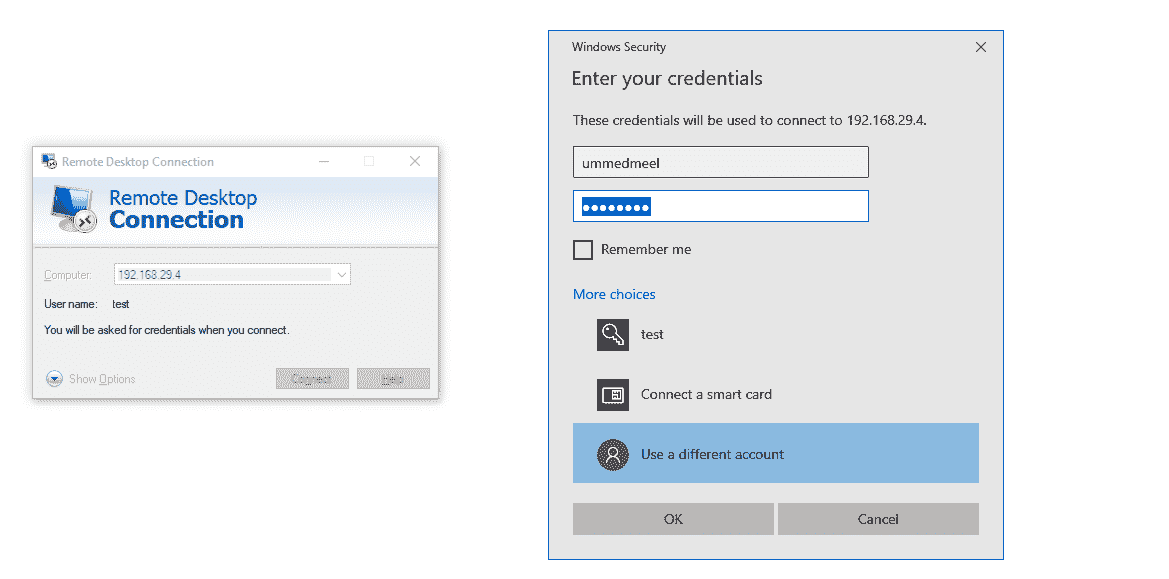 Remote Desktop Connection
Remote Desktop
Connection
Computer: 192.168.29.4
User name: test
You will be asked for credentials when you connect.
Show Options Connect Help
Windows Security
Enter your credentials
These credentials will be used to connect to 192.168.29.4.
ummedmeel
●●●●●●●●
Remember me
More choices
test
Connect a smart card
Use a different account
OK Cancel